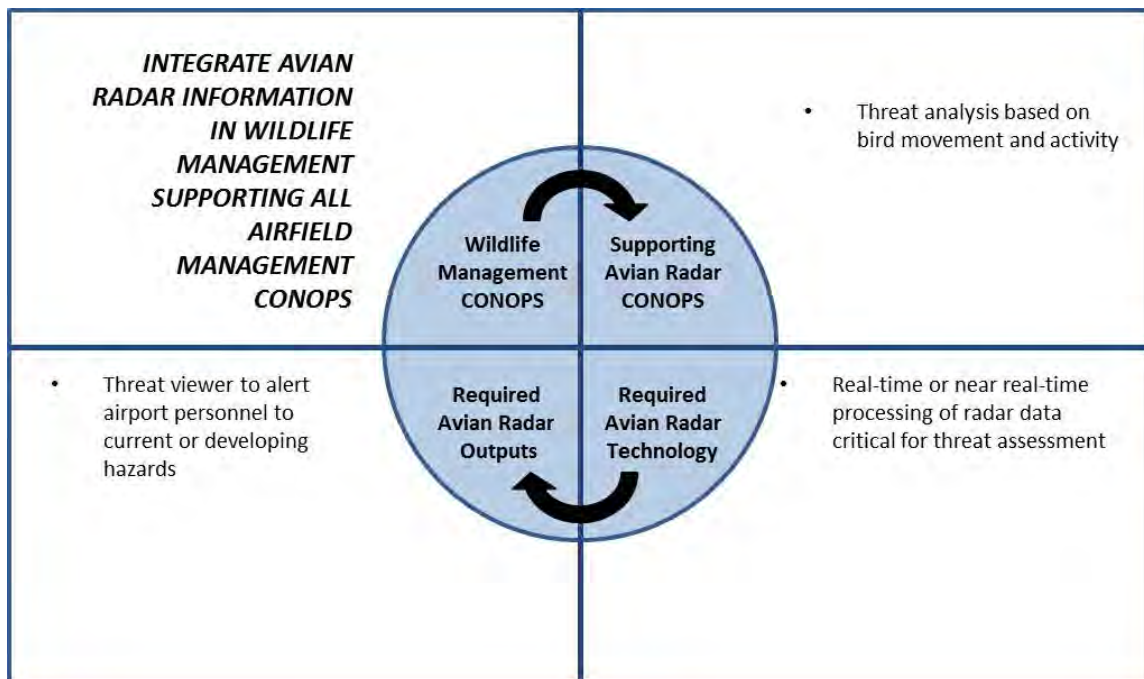 INTEGRATE AVIAN
RADAR INFORMATION
IN WILDLIFE
MANAGEMENT
SUPPORTING ALL
AIRFIELD
MANAGEMENT
CONOPS
• Threat analysis based on
bird movement and activity
Wildlife
Management
CONOPS
Supporting
Avian Radar
CONOPS
• Threat viewer to alert
airport personnel to
current or developing
hazards
Required
Avian Radar
Outputs
Required
Avian Radar
Technology
• Real-time or near real-time
processing of radar data
critical for threat assessment